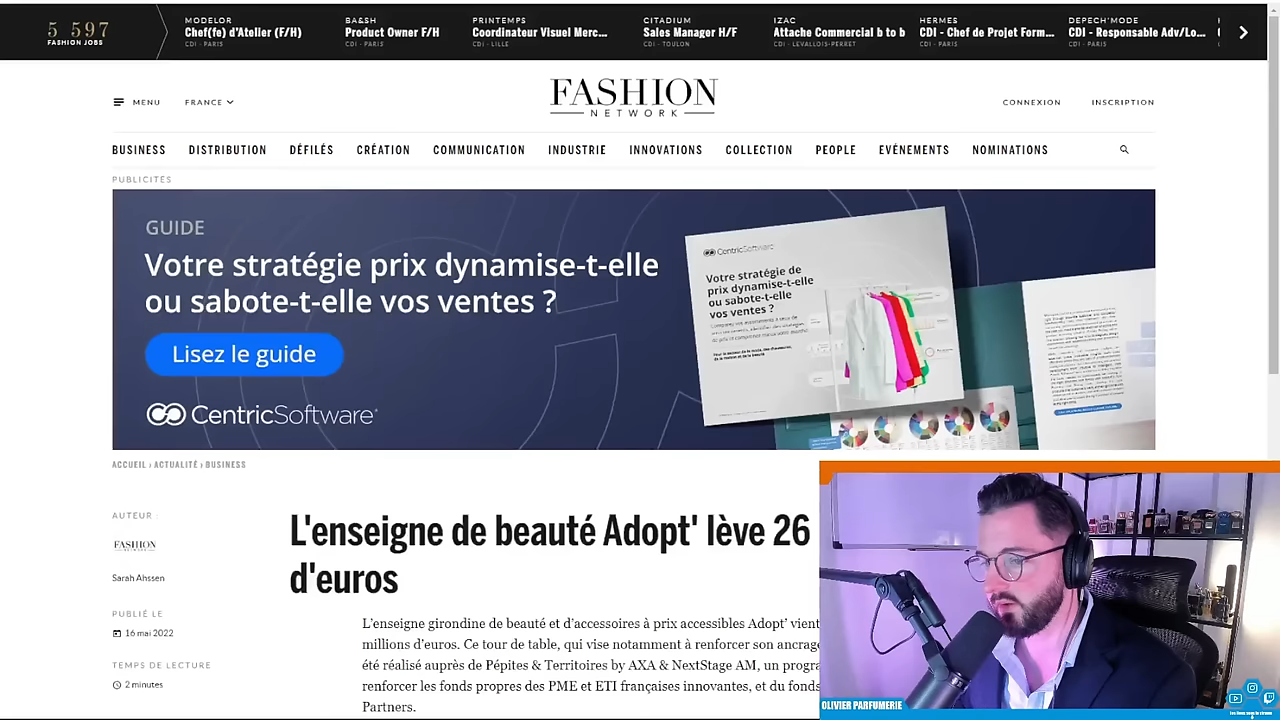 5 597
FASHION JOBS
MODELOR
Chef(fe) d'Atelier (F/H)
CDI · PARIS
BA&SH
Product Owner F/H
CDI · PARIS
PRINTEMPS
Coordinateur Visuel Merc...
CDI · LILLE
CITADIUM
Sales Manager H/F
CDI · TOULON
IZAC
Attache Commercial b to b
CDI · LEVALLOIS-PERRET
HERMES
CDI - Chef de Projet Form...
CDI · PARIS
DEPECH'MODE
CDI - Responsable Adv/Lo...
CDI · PARIS
MENU
FRANCE
FASHION
NETWORK
CONNEXION
INSCRIPTION
BUSINESS DISTRIBUTION DÉFILÉS CRÉATION COMMUNICATION INDUSTRIE INNOVATIONS COLLECTION PEOPLE EVÉNEMENTS NOMINATIONS
PUBLICITÉS
GUIDE
Votre stratégie prix dynamise-t-elle
ou sabote-t-elle vos ventes ?
Lisez le guide
CentricSoftware
CentricSoftware
Votre stratégie de
prix dynamise-t-elle
ou sabote-t-elle
vos ventes ?
ACCUEIL › ACTUALITÉ › BUSINESS
AUTEUR :
FASHION
Sarah Ahssen
PUBLIÉ LE
16 mai 2022
TEMPS DE LECTURE
2 minutes
L'enseigne de beauté Adopt' lève 26
d'euros
L’enseigne girondine de beauté et d’accessoires à prix accessibles Adopt’ vient
millions d’euros. Ce tour de table, qui vise notamment à renforcer son ancrag
été réalisé auprès de Pépites & Territoires by AXA & NextStage AM, un progra
renforcer les fonds propres des PME et ETI françaises innovantes, et du fonds
Partners.
OLIVIER PARFUMERIE